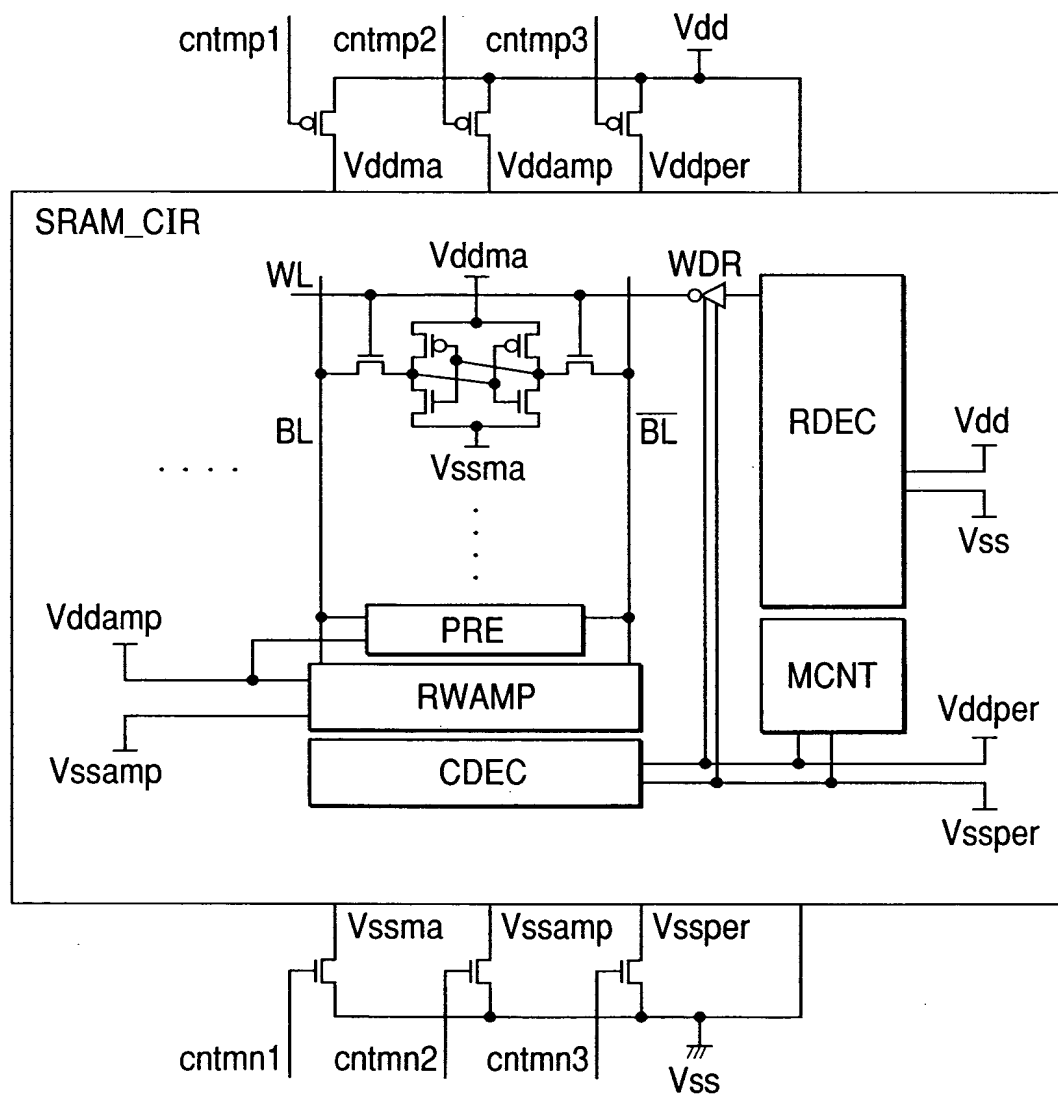 cntmp1
cntmp2
cntmp3
Vdd
Vddma
Vddamp
Vddper
SRAM_CIR
WL
Vddma
WDR
BL
BL
RDEC
Vdd
Vss
Vssma
Vddamp
PRE
RWAMP
MCNT
Vddper
Vssamp
CDEC
Vssper
Vssma
Vssamp
Vssper
cntmn1
cntmn2
cntmn3
Vss